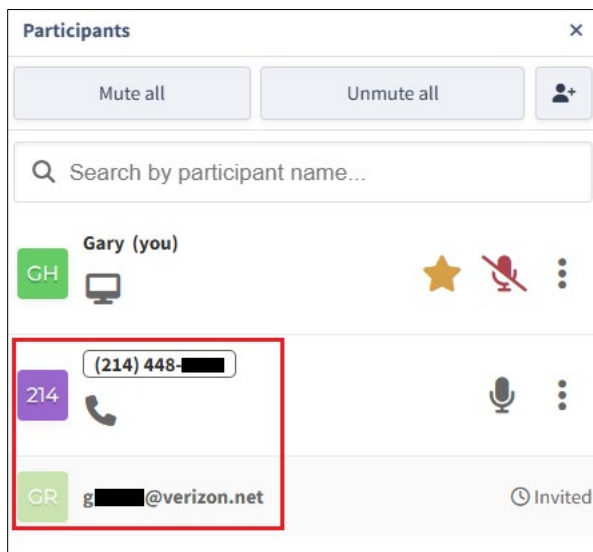 Participants ×
Mute all Unmute all
Search by participant name...
Gary (you)
GH
(214) 448-
214
GR g @verizon.net Invited